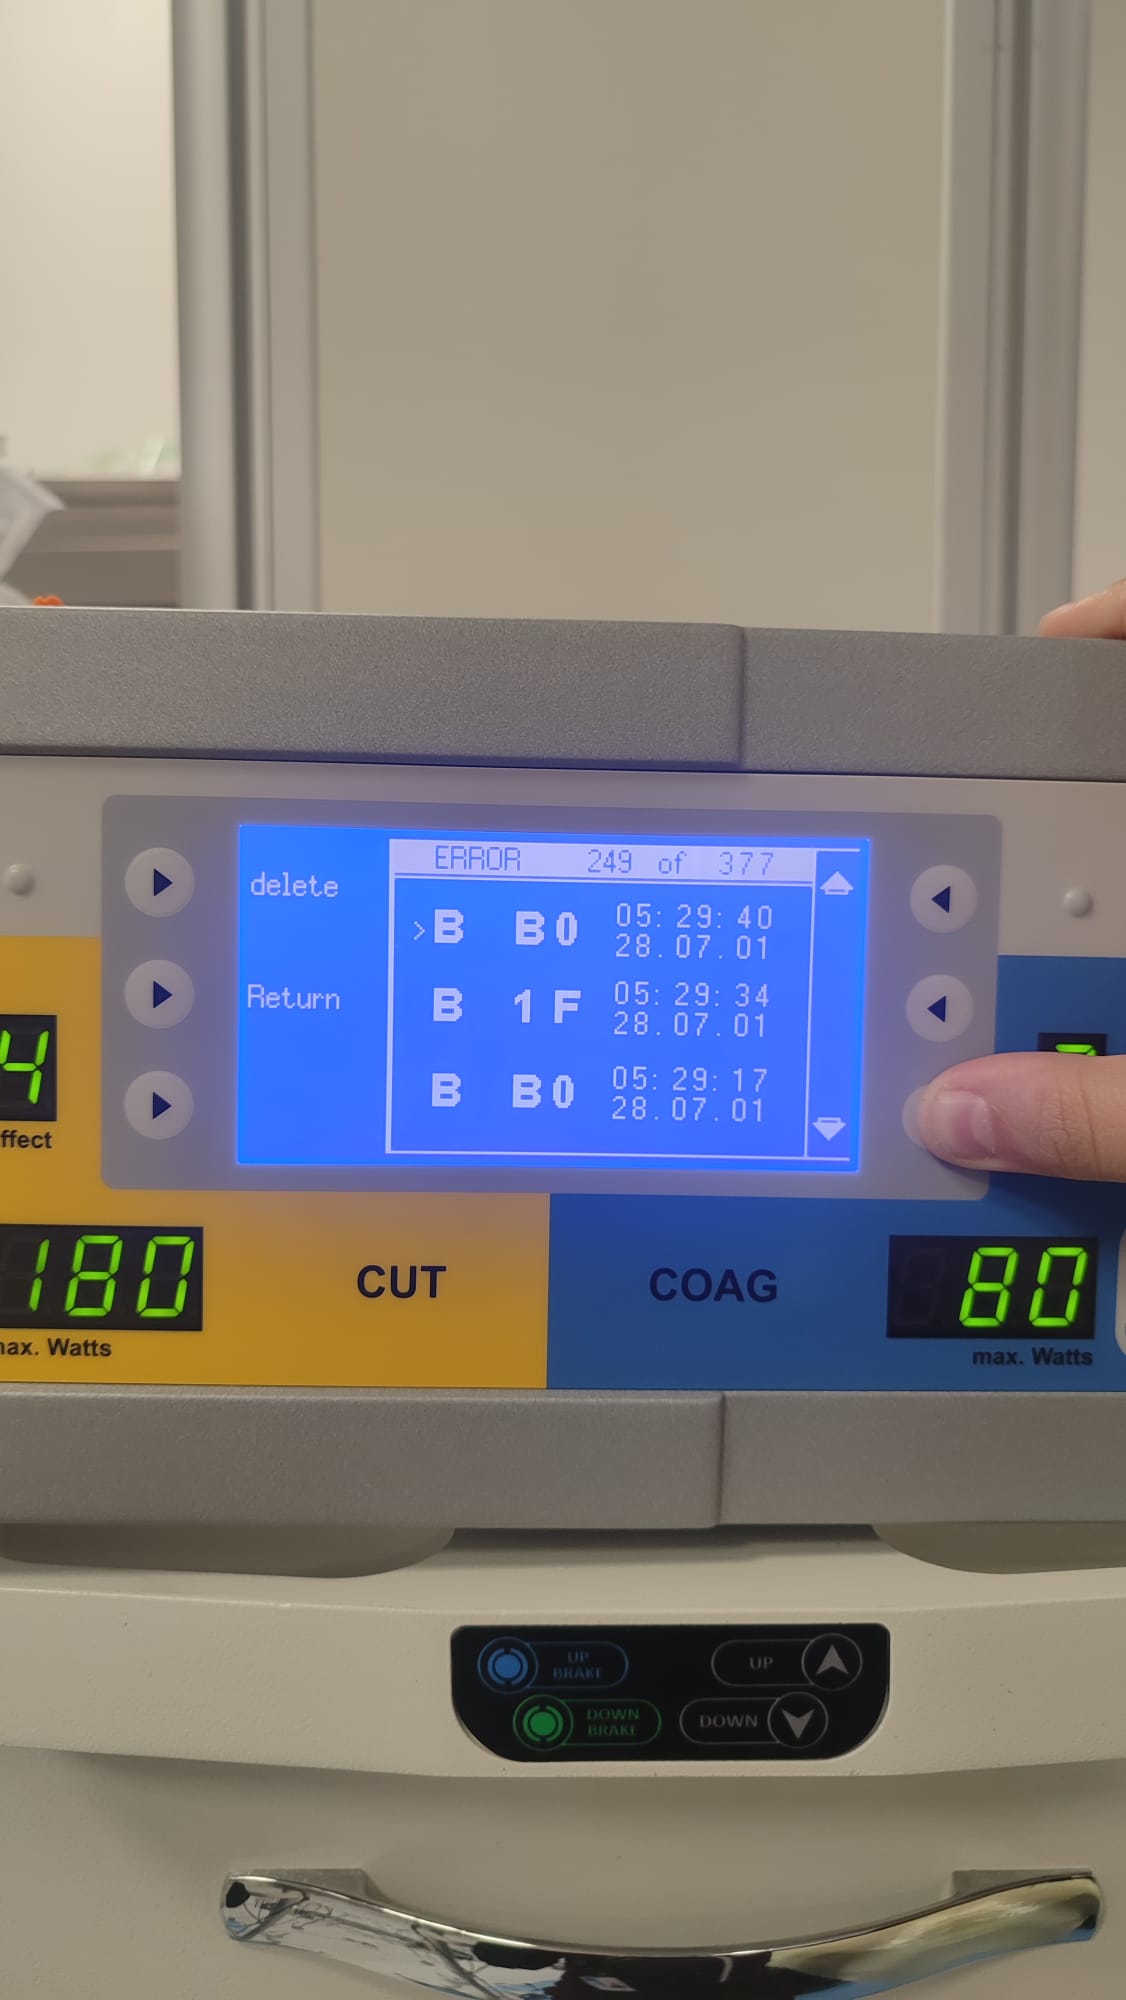 ERROR 249 of 377
delete
>B B0 05:29:40
28.07.01
Return
B 1F 05:29:34
28.07.01
B B0 05:29:17
28.07.01
4
ffect
180
max. Watts
CUT
COAG
80
max. Watts
UP BRAKE
UP
DOWN BRAKE
DOWN